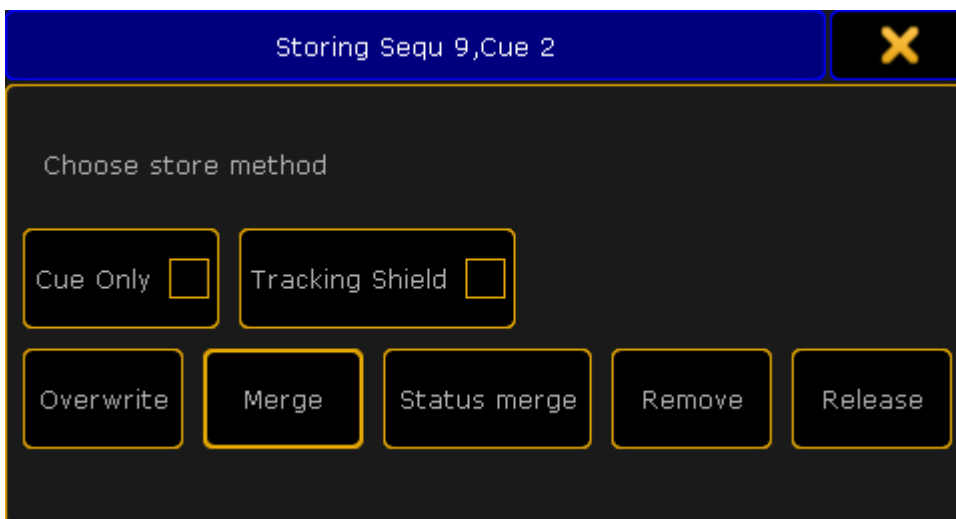 Storing Sequ 9,Cue 2
Choose store method
Cue Only
Tracking Shield
Overwrite
Merge
Status merge
Remove
Release